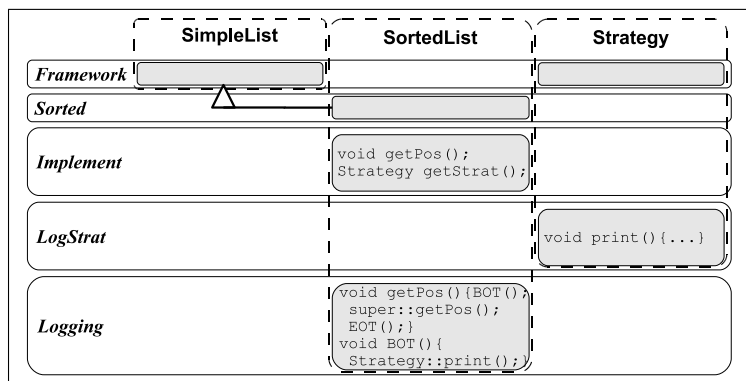 SimpleList SortedList Strategy
Framework
Sorted
Implement
void getPos();
Strategy getStrat();
LogStrat
void print(){...}
Logging
void getPos(){BOT();
super::getPos();
EOT();}
void BOT(){
Strategy::print();}